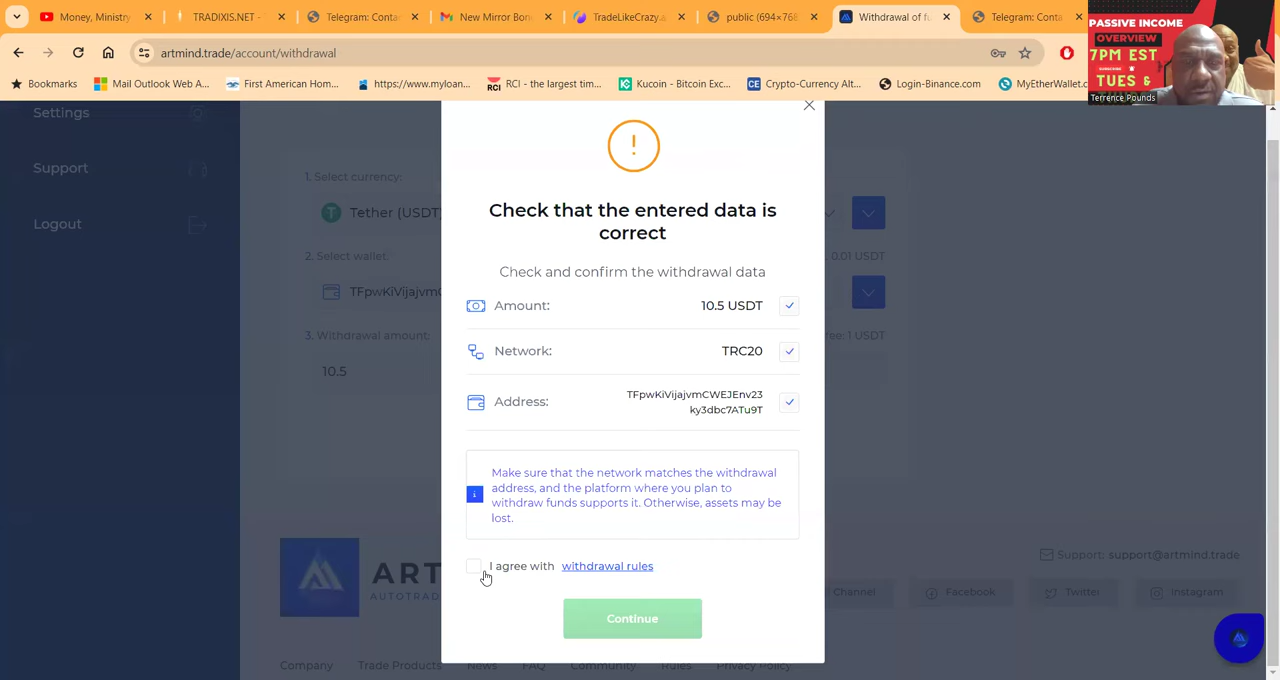 Money, Ministry
TRADIXIS.NET -
Telegram: Conta
New Mirror Bon
TradeLikeCrazy.
public (694×768
Withdrawal of fu
Telegram: Conta
artmind.trade/account/withdrawal
Bookmarks
Mail Outlook Web A...
First American Hom...
https://www.myloan...
RCI - the largest tim...
Kucoin - Bitcoin Exc...
Crypto-Currency Alt...
Login-Binance.com
MyEtherWallet.c
PASSIVE INCOME
OVERVIEW
7PM EST
TUES &
Terrence Pounds
Settings
Support
Logout
1. Select currency:
Tether (USDT)
2. Select wallet:
0.01 USDT
TFpwKiVijajvmC
3. Withdrawal amount:
fee: 1 USDT
10.5
Check that the entered data is
correct
Check and confirm the withdrawal data
Amount: 10.5 USDT
Network: TRC20
Address: TFpwKiVijajvmCWEJEnv23
ky3dbc7ATu9T
Make sure that the network matches the withdrawal
address, and the platform where you plan to
withdraw funds supports it. Otherwise, assets may be
lost.
I agree with withdrawal rules
Continue
ART
AUTOTRAD
Support: support@artmind.trade
Channel
Facebook
Twitter
Instagram
Company
Trade Products
News
FAQ
Community
Rules
Privacy Policy.